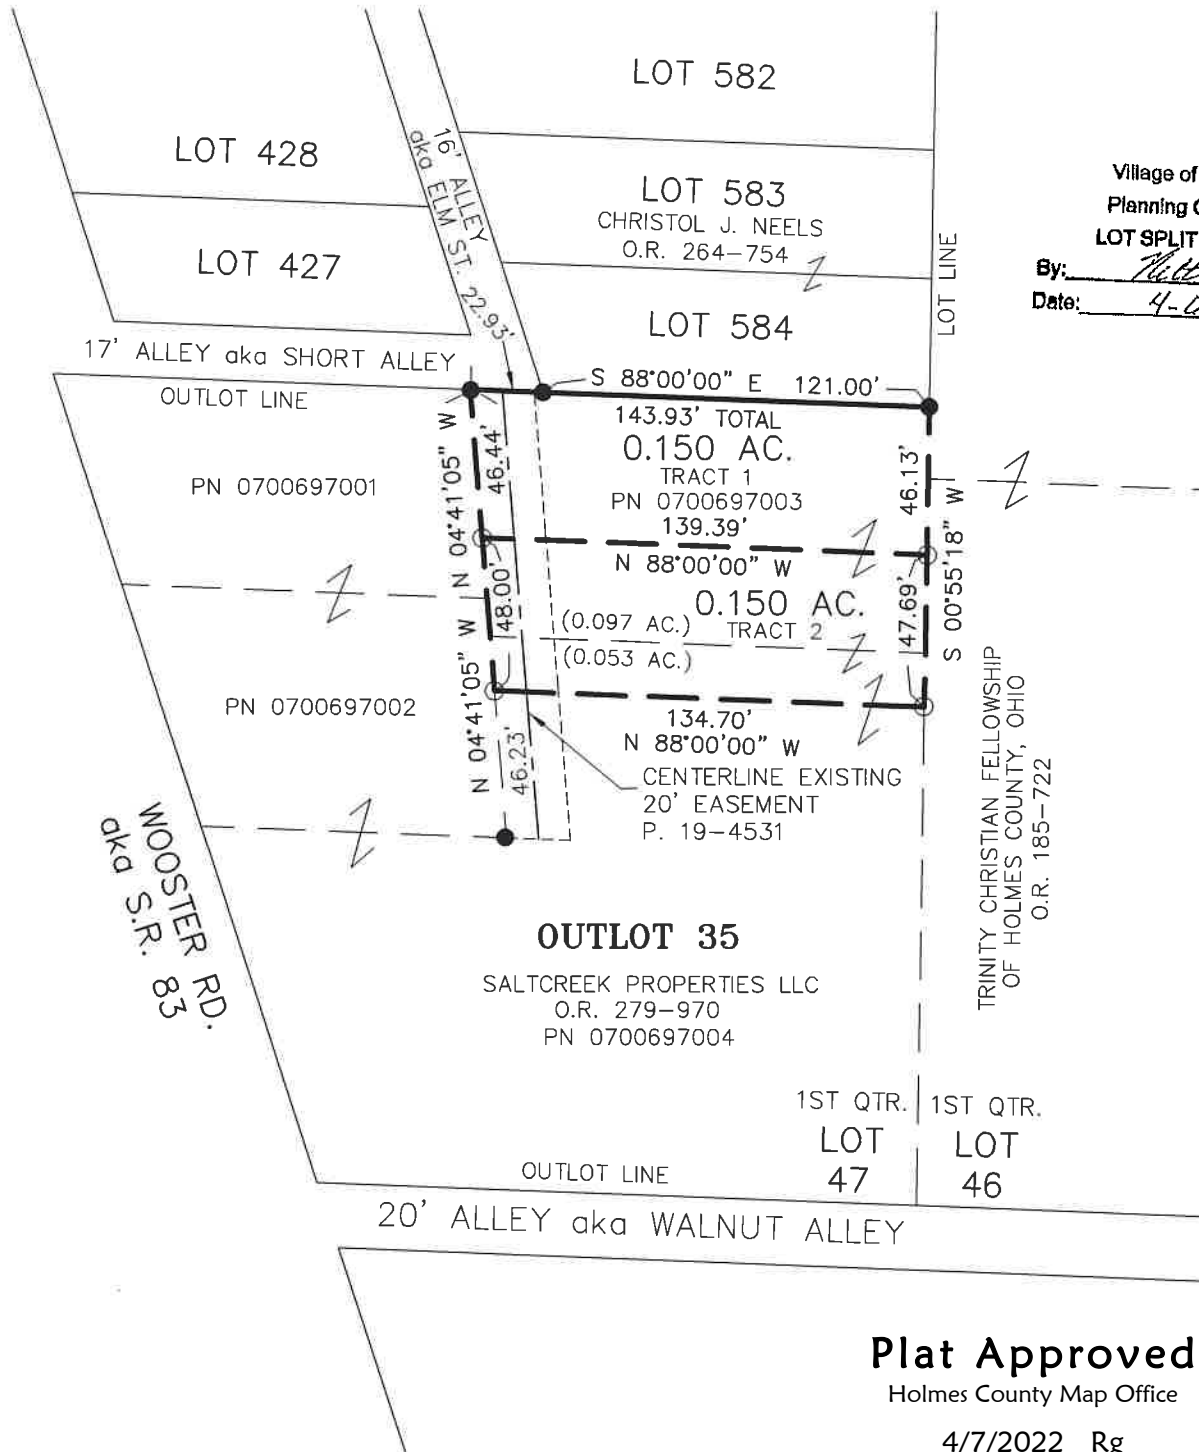 LOT 582
LOT 428
16' ALLEY
aka ELM ST.
22.93'
LOT 583
CHRISTOL J. NEELS
O.R. 264-754
LOT 427
LOT 584
LOT LINE
Village of
Planning
LOT SPLIT
By:
Date:
17' ALLEY aka SHORT ALLEY
OUTLOT LINE
S 88°00'00" E 121.00'
143.93' TOTAL
0.150 AC.
TRACT 1
PN 0700697003
139.39'
N 88°00'00" W
PN 0700697001
N 04°41'05" W
46.44'
46.13'
S 00°55'18" W
0.150 AC.
TRACT 2
(0.097 AC.)
(0.053 AC.)
48.00'
47.69'
N 04°41'05" W
PN 0700697002
134.70'
N 88°00'00" W
46.23'
CENTERLINE EXISTING
20' EASEMENT
P. 19-4531
TRINITY CHRISTIAN FELLOWSHIP
OF HOLMES COUNTY, OHIO
O.R. 185-722
WOOSTER RD.
aka S.R. 83
OUTLOT 35
SALTCREEK PROPERTIES LLC
O.R. 279-970
PN 0700697004
1ST QTR.
LOT
47
1ST QTR.
LOT
46
OUTLOT LINE
20' ALLEY aka WALNUT ALLEY
Plat Approved
Holmes County Map Office
4/7/2022 Rg